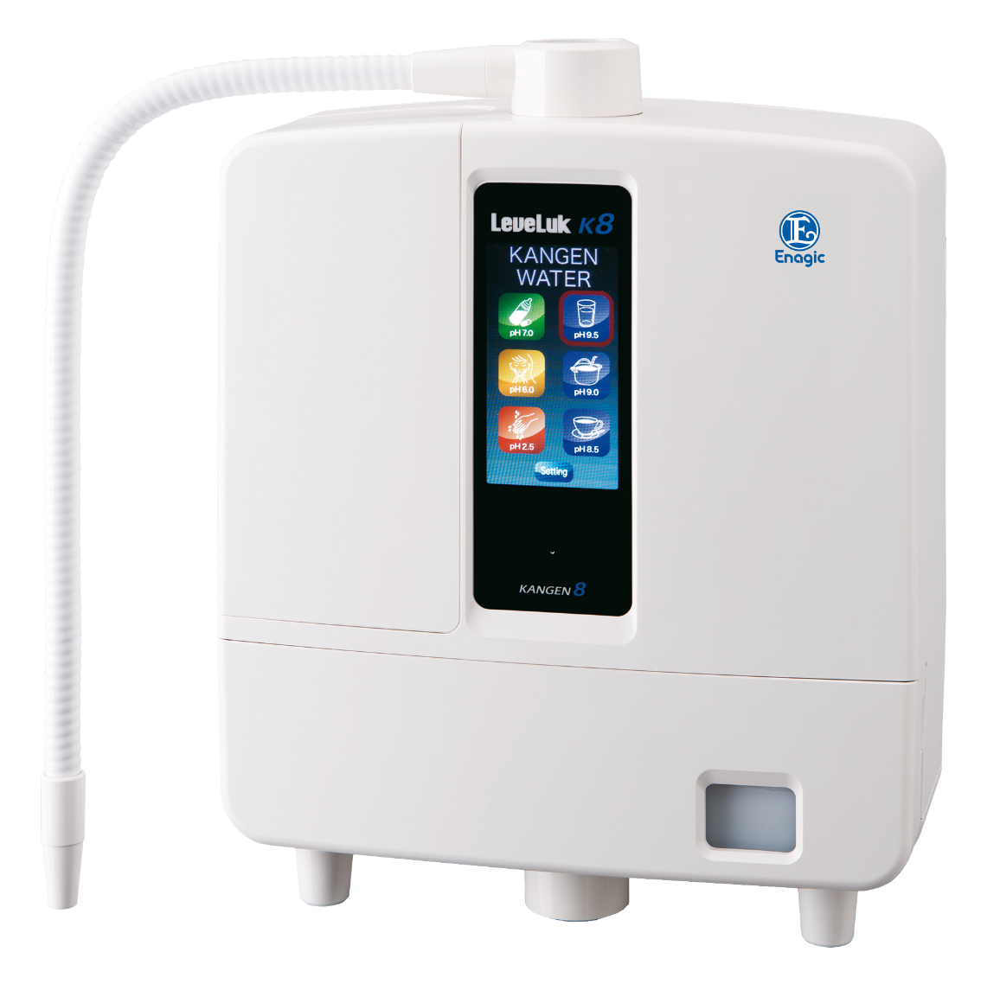 LeveLuk K8
KANGEN
WATER
pH 7.0
pH 9.5
pH 6.0
pH 9.0
pH 2.5
pH 8.5
Setting
KANGEN 8
E
Enagic